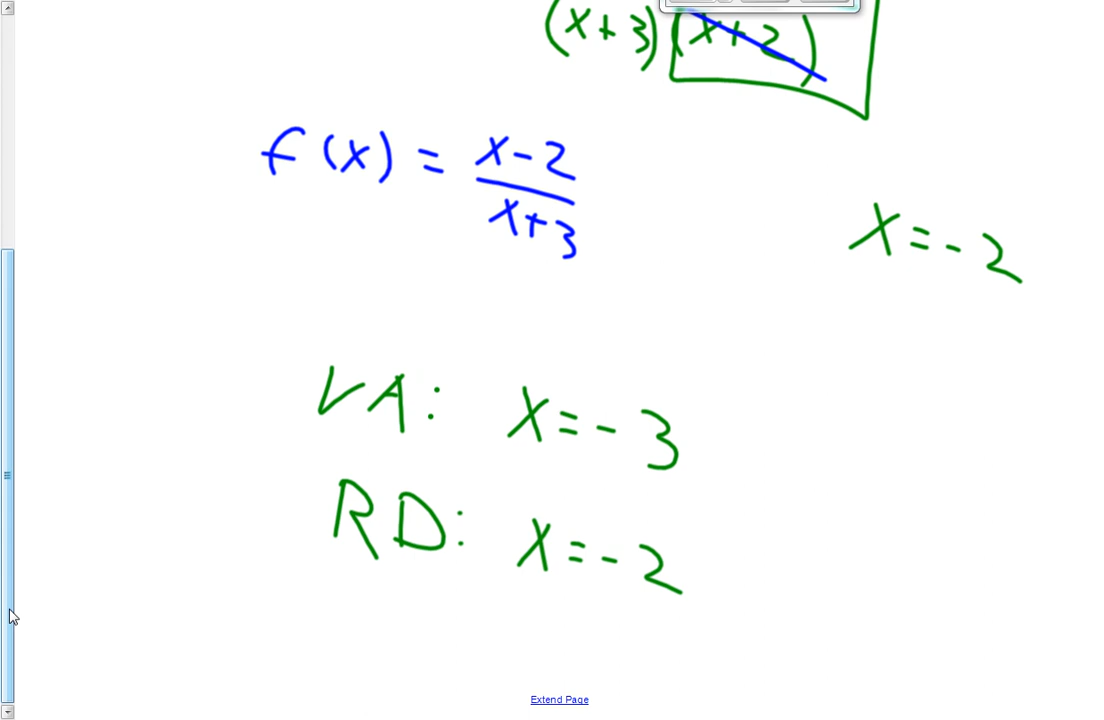 (x+3)(x+2)
f(x) = x-2
x+3
x=-2
VA: x=-3
RD: x=-2
Extend Page